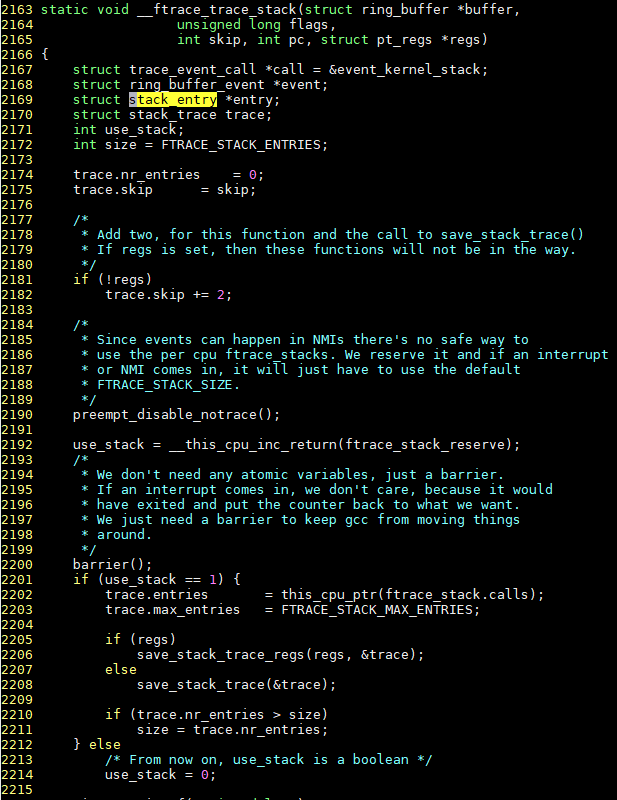 2163 static void __ftrace_trace_stack(struct ring_buffer *buffer,
2164                  unsigned long flags,
2165                  int skip, int pc, struct pt_regs *regs)
2166 {
2167     struct trace_event_call *call = &event_kernel_stack;
2168     struct ring_buffer_event *event;
2169     struct stack_entry *entry;
2170     struct stack_trace trace;
2171     int use_stack;
2172     int size = FTRACE_STACK_ENTRIES;
2173
2174     trace.nr_entries    = 0;
2175     trace.skip      = skip;
2176
2177     /*
2178      * Add two, for this function and the call to save_stack_trace()
2179      * If regs is set, then these functions will not be in the way.
2180      */
2181     if (!regs)
2182         trace.skip += 2;
2183
2184     /*
2185      * Since events can happen in NMIs there's no safe way to
2186      * use the per cpu ftrace_stacks. We reserve it and if an interrupt
2187      * or NMI comes in, it will just have to use the default
2188      * FTRACE_STACK_SIZE.
2189      */
2190     preempt_disable_notrace();
2191
2192     use_stack = __this_cpu_inc_return(ftrace_stack_reserve);
2193     /*
2194      * We don't need any atomic variables, just a barrier.
2195      * If an interrupt comes in, we don't care, because it would
2196      * have exited and put the counter back to what we want.
2197      * We just need a barrier to keep gcc from moving things
2198      * around.
2199      */
2200     barrier();
2201     if (use_stack == 1) {
2202         trace.entries       = this_cpu_ptr(ftrace_stack.calls);
2203         trace.max_entries   = FTRACE_STACK_MAX_ENTRIES;
2204
2205         if (regs)
2206             save_stack_trace_regs(regs, &trace);
2207         else
2208             save_stack_trace(&trace);
2209
2210         if (trace.nr_entries > size)
2211             size = trace.nr_entries;
2212     } else
2213         /* From now on, use_stack is a boolean */
2214         use_stack = 0;
2215